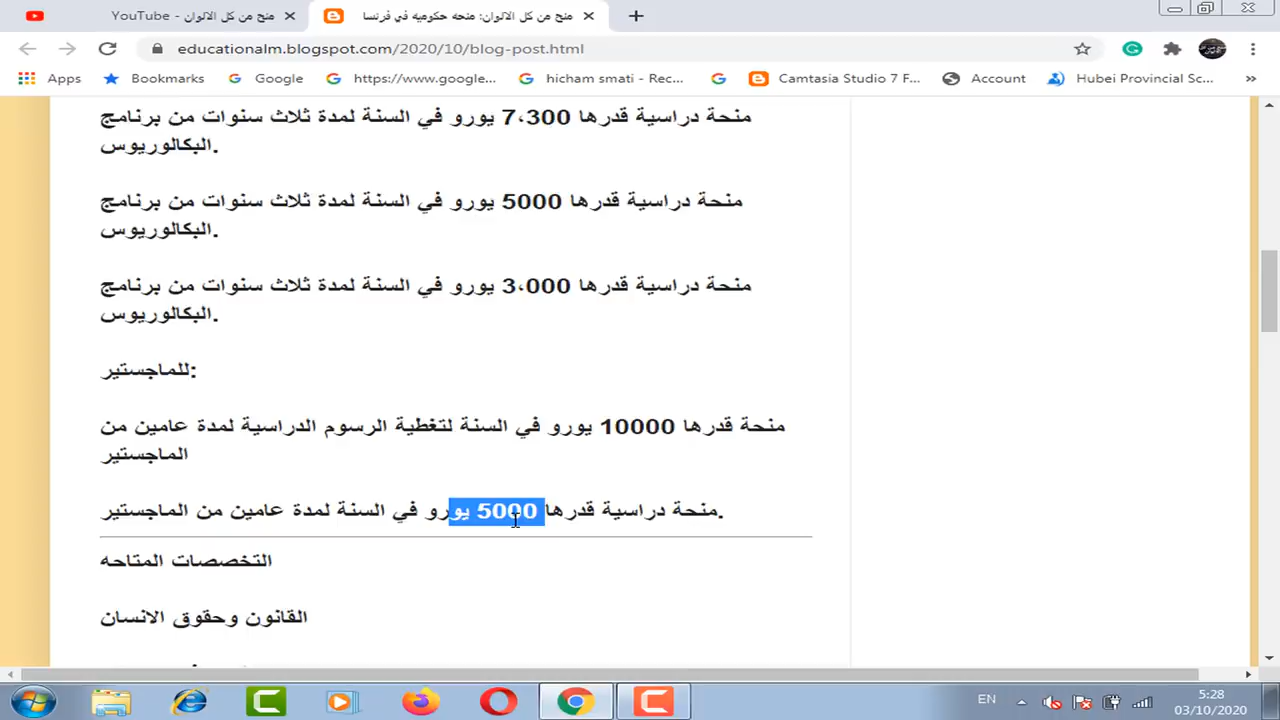 منح من كل الالوان - YouTube
منح من كل الالوان: منحه حكوميه في فرنسا
educationalm.blogspot.com/2020/10/blog-post.html
Apps
Bookmarks
Google
https://www.google...
hicham smati - Rec...
Camtasia Studio 7 F...
Account
Hubei Provincial Sc...
»
منحة دراسية قدرها 7،300 يورو في السنة لمدة ثلاث سنوات من برنامج
البكالوريوس.
منحة دراسية قدرها 5000 يورو في السنة لمدة ثلاث سنوات من برنامج
البكالوريوس.
منحة دراسية قدرها 3،000 يورو في السنة لمدة ثلاث سنوات من برنامج
البكالوريوس.
للماجستير:
منحة قدرها 10000 يورو في السنة لتغطية الرسوم الدراسية لمدة عامين من
الماجستير
منحة دراسية قدرها 5000 يورو في السنة لمدة عامين من الماجستير.
التخصصات المتاحه
القانون وحقوق الانسان
EN
5:28
03/10/2020